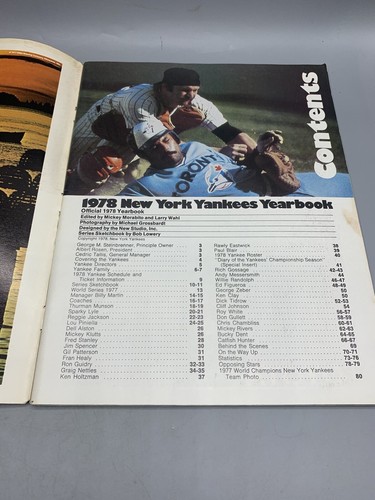 contents
TORONTO
1978 New York Yankees Yearbook
Official 1978 Yearbook
Edited by Mickey Morabito and Larry Wahl
Photography by Michael Grossbardt
Designed by the New Studio, Inc.
Series Sketchbook by Bob Lowery
Copyright 1978, New York Yankees
George M. Steinbrenner, Principal Owner 3
Albert Rosen, President 3
Cedric Tallis, General Manager 3
Covering the Yankees 4
Yankee Directors 5
Yankee Family 6-7
1978 Yankee Schedule and
Ticket Information 9
Series Sketchbook 10-11
World Series 1977 13
Manager Billy Martin 14-15
Coaches 16-17
Thurman Munson 18-19
Sparky Lyle 20-21
Reggie Jackson 22-23
Lou Piniella 24-25
Dell Alston 26
Mickey Klutts 26
Fred Stanley 28
Jim Spencer 30
Gil Patterson 31
Fran Healy 31
Ron Guidry 32-33
Graig Nettles 34-35
Ken Holtzman 37
Rawly Eastwick 38
Paul Blair 39
1978 Yankee Roster 40
"Diary of the Yankees' Championship Season"
(Special Insert) 41
Rich Gossage 42-43
Andy Messersmith 44
Willie Randolph 46-47
Ed Figueroa 48-49
George Zeber 50
Ken Clay 50
Dick Tidrow 52-53
Cliff Johnson 54
Roy White 56-57
Don Gullett 58-59
Chris Chambliss 60-61
Mickey Rivers 62-63
Bucky Dent 64-65
Catfish Hunter 66-67
Behind the Scenes 69
On the Way Up 70-71
Statistics 73-76
Opposing Stars 78-79
1977 World Champions New York Yankees
Team Photo 80